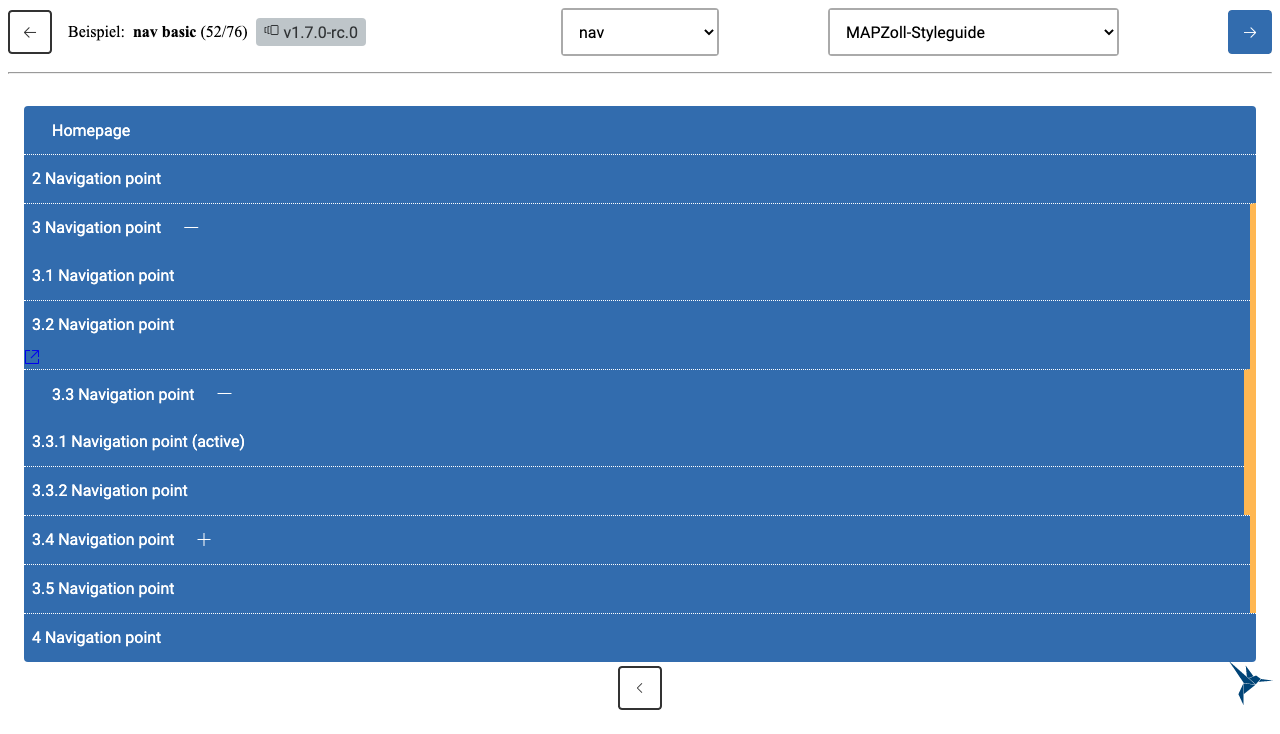 Beispiel: nav basic (52/76) v1.7.0-rc.0 nav MAPZoll-Styleguide
Homepage
2 Navigation point
3 Navigation point
3.1 Navigation point
3.2 Navigation point
3.3 Navigation point
3.3.1 Navigation point (active)
3.3.2 Navigation point
3.4 Navigation point
3.5 Navigation point
4 Navigation point